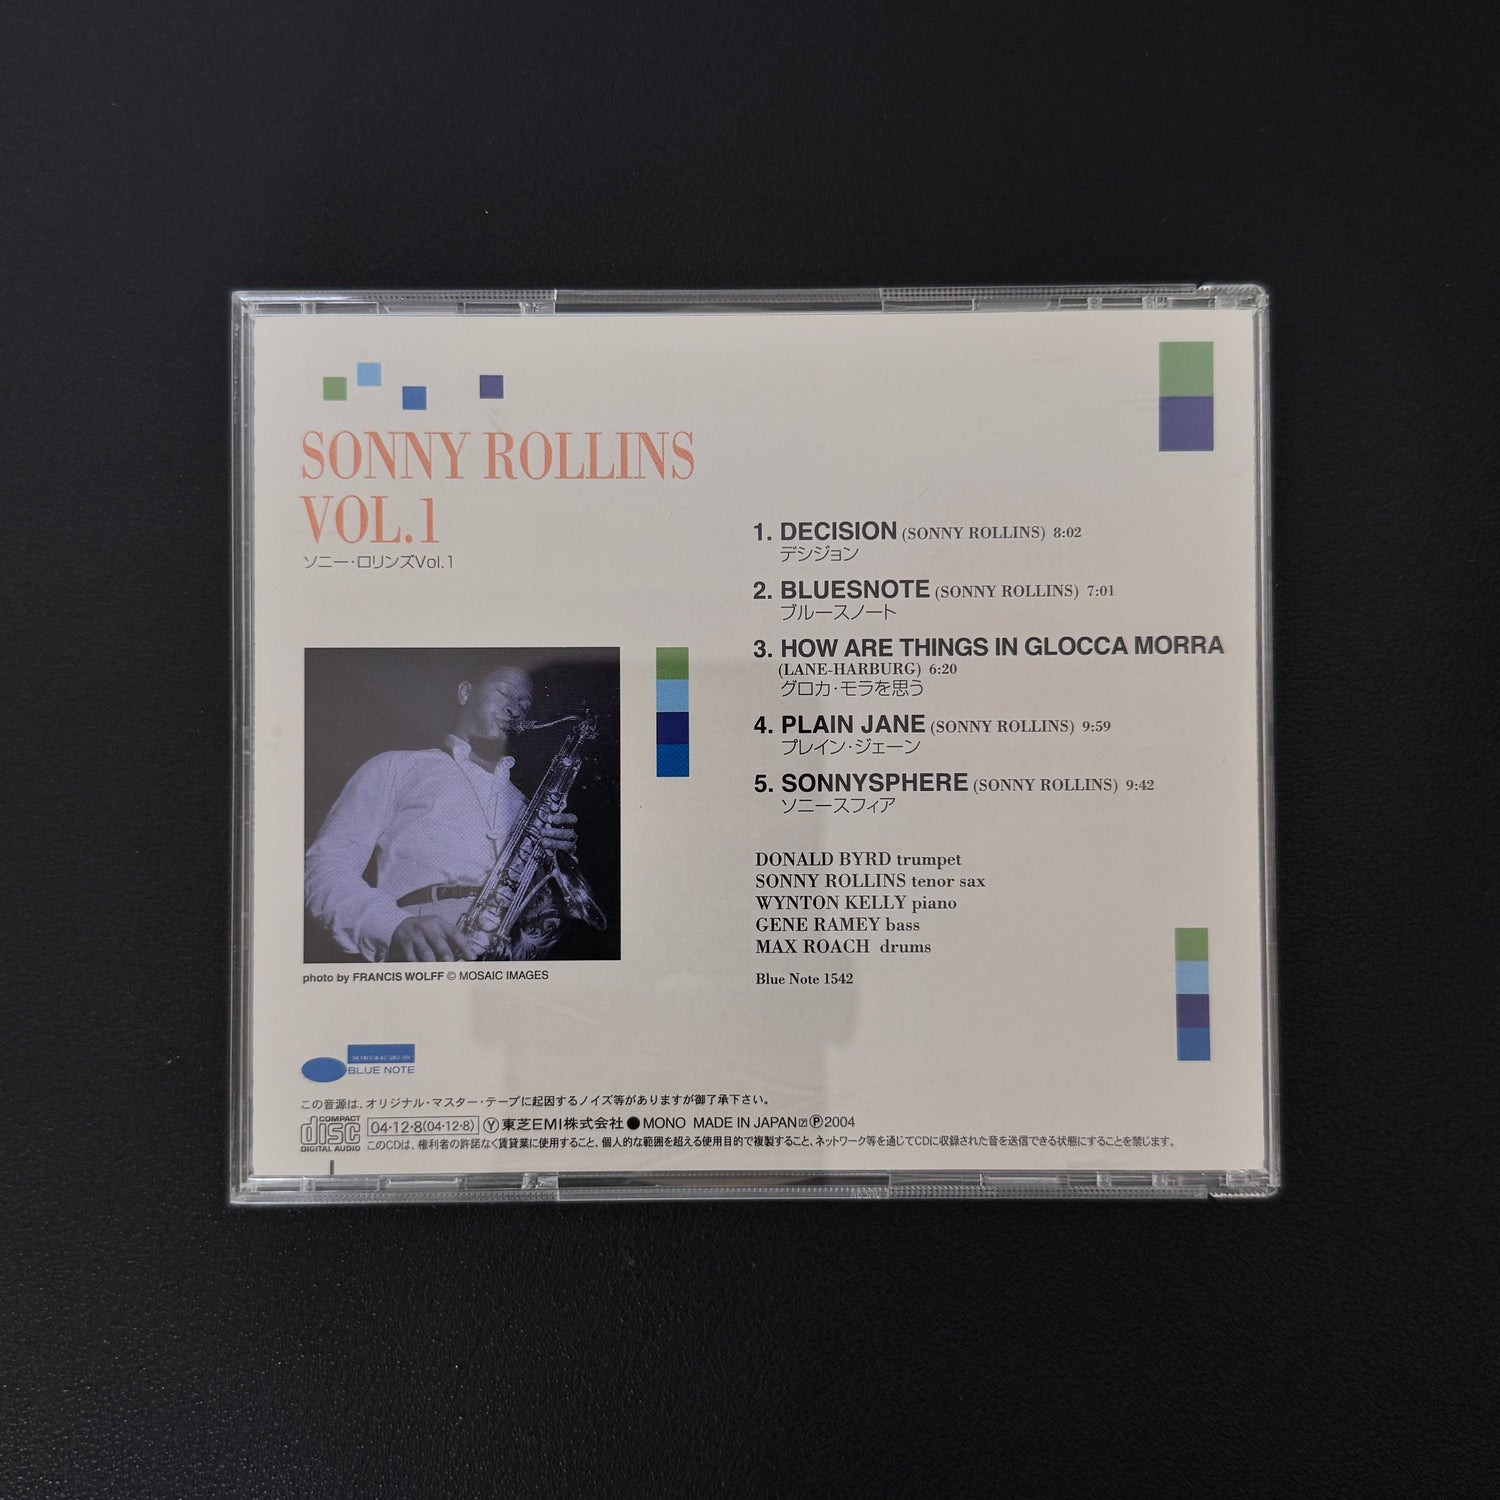 SONNY ROLLINS
VOL.1
ソニー・ロリンズVol.1
1. DECISION (SONNY ROLLINS) 8:02
デシジョン
2. BLUESNOTE (SONNY ROLLINS) 7:01
ブルースノート
3. HOW ARE THINGS IN GLOCCA MORRA
(LANE-HARBURG) 6:20
グロカ・モラを思う
4. PLAIN JANE (SONNY ROLLINS) 9:59
プレイン・ジェーン
5. SONNYSPHERE (SONNY ROLLINS) 9:42
ソニースフィア
DONALD BYRD trumpet
SONNY ROLLINS tenor sax
WYNTON KELLY piano
GENE RAMEY bass
MAX ROACH drums
Blue Note 1542
photo by FRANCIS WOLFF © MOSAIC IMAGES
THE FINEST IN JAZZ SINCE 1939
BLUE NOTE
この音源は、オリジナル・マスター・テープに起因するノイズ等がありますが御了承下さい。
COMPACT disc DIGITAL AUDIO
04・12・8(04・12・8) Ⓨ東芝EMI株式会社 ●MONO MADE IN JAPAN ℗2004
このCDは、権利者の許諾なく賃貸業に使用すること、個人的な範囲を超える使用目的で複製すること、ネットワーク等を通じてCDに収録された音を送信できる状態にすることを禁じます。